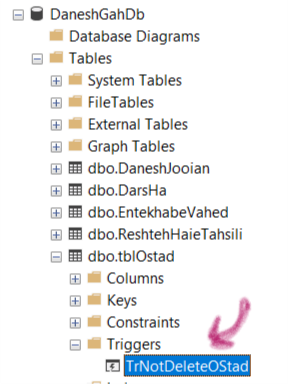 DaneshGahDb
Database Diagrams
Tables
System Tables
FileTables
External Tables
Graph Tables
dbo.DaneshJooian
dbo.DarsHa
dbo.EntekhabeVahed
dbo.ReshtehHaieTahsili
dbo.tblOstad
Columns
Keys
Constraints
Triggers
TrNotDeleteOStad